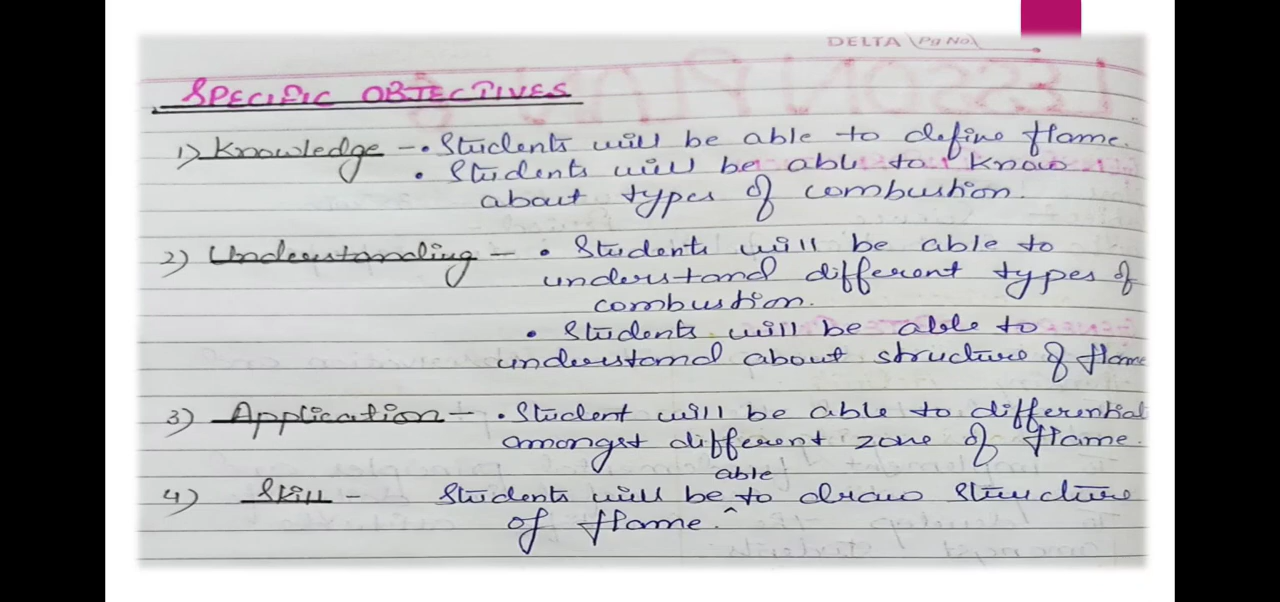 DELTA Pg No.
SPECIFIC OBJECTIVES
1) Knowledge - • Students will be able to define flame.
• Students will be able to know
about types of combustion.
2) Understanding - • Students will be able to
understand different types of
combustion.
• Students will be able to
understand about structure of flame
3) Application - • Student will be able to differential
amongst different zone of flame.
able
4) Skill - Students will be ^ to draw structure
of flame.